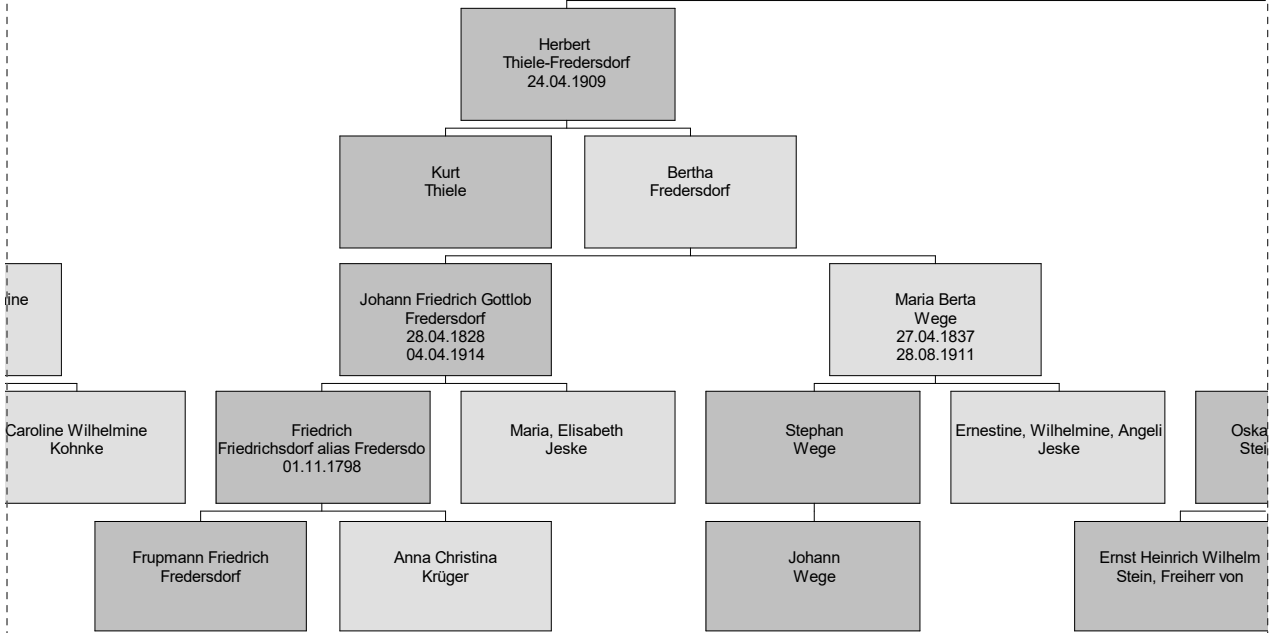 Herbert
Thiele-Fredersdorf
24.04.1909
Kurt
Thiele
Bertha
Fredersdorf
ine
Johann Friedrich Gottlob
Fredersdorf
28.04.1828
04.04.1914
Maria Berta
Wege
27.04.1837
28.08.1911
Caroline Wilhelmine
Kohnke
Friedrich
Friedrichsdorf alias Fredersdo
01.11.1798
Maria, Elisabeth
Jeske
Stephan
Wege
Ernestine, Wilhelmine, Angeli
Jeske
Oska
Stei
Frupmann Friedrich
Fredersdorf
Anna Christina
Krüger
Johann
Wege
Ernst Heinrich Wilhelm
Stein, Freiherr von